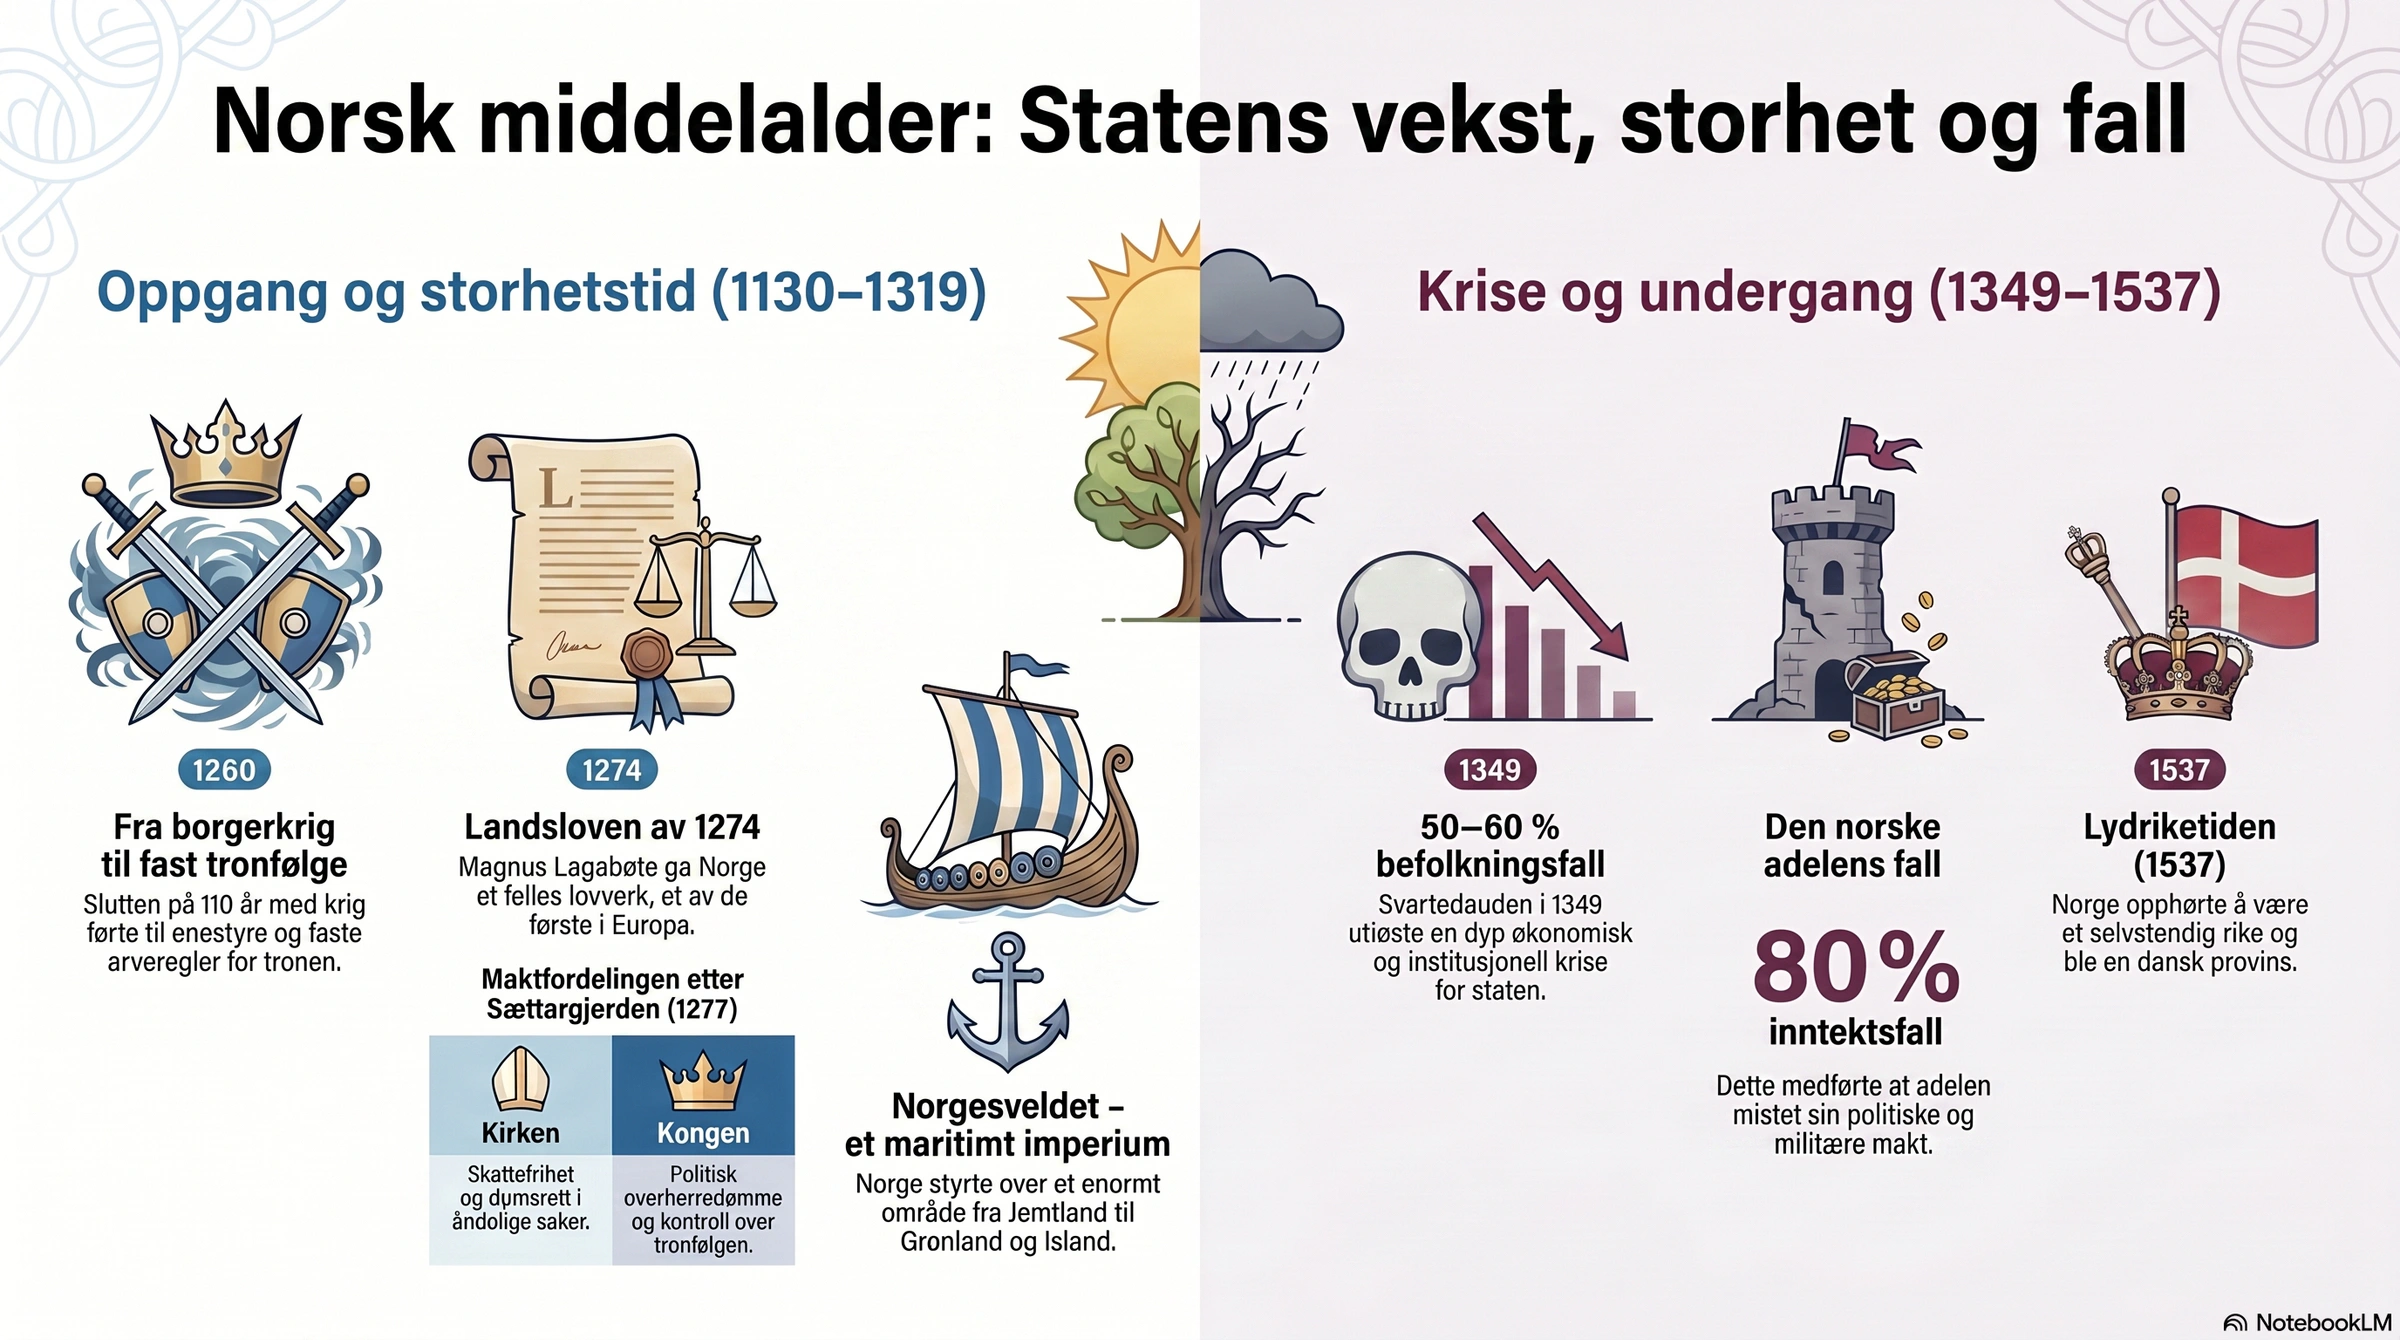 Norsk middelalder: Statens vekst, storhet og fall
Oppgang og storhetstid (1130–1319)
1260
Fra borgerkrig
til fast tronfølge
Slutten på 110 år med krig
førte til enestyre og faste
arveregler for tronen.
L
1274
Landsloven av 1274
Magnus Lagabøte ga Norge
et felles lovverk, et av de
første i Europa.
Maktfordelingen etter
Sættargjerden (1277)
Kirken
Skattefrihet
og dųmsrett i
åndolige saker.
Kongen
Politisk
overherredømme
og kontroll over
tronfølgen.
Norgesveldet –
et maritimt imperium
Norge styrte over et enormt
område fra Jemtland til
Grønland og Island.
Krise og undergang (1349–1537)
1349
50–60 %
befolkningsfall
Svartedauden i 1349
utiøste en dyp økonomisk
og institusjonell krise
for staten.
Den norske
adelens fall
80%
inntektsfall
Dette medførte at adelen
mistet sin politiske og
militære makt.
1537
Lydriketiden
(1537)
Norge opphørte å være
et selvstendig rike og
ble en dansk provins.
NotebookLM